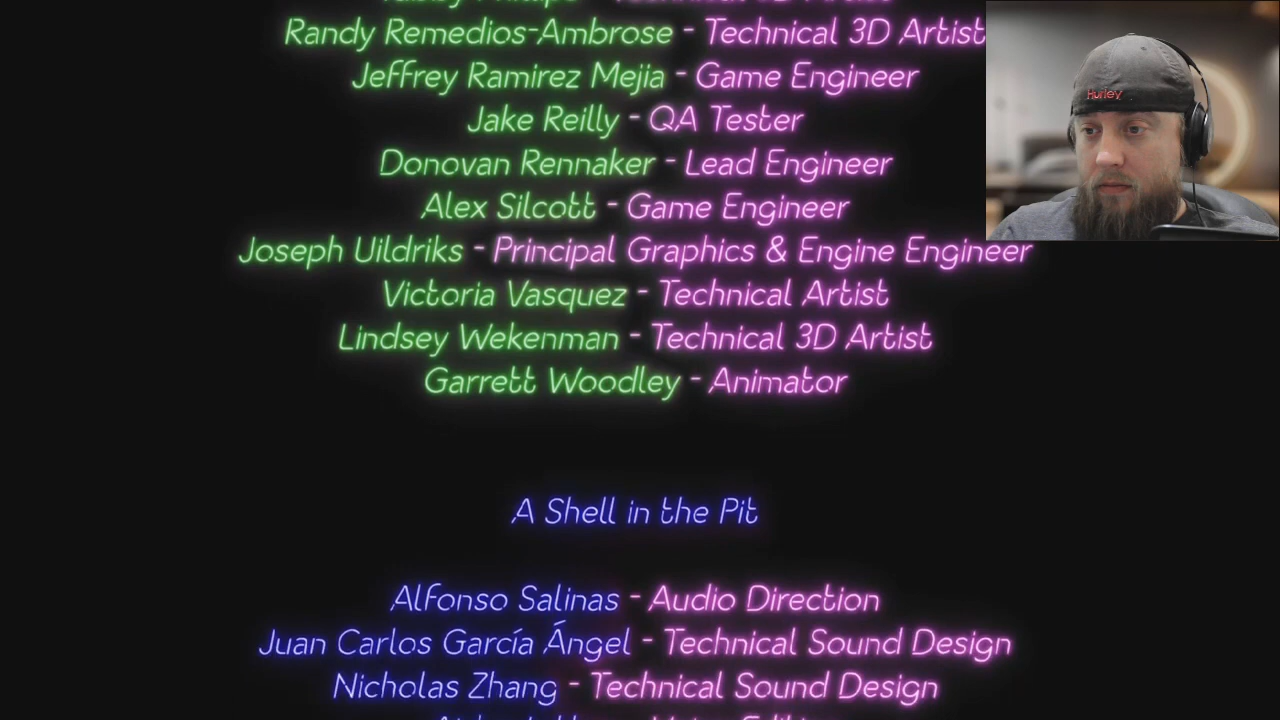 Randy Remedios-Ambrose - Technical 3D Artist
Hurley
Jeffrey Ramirez Mejia - Game Engineer
Jake Reilly - QA Tester
Donovan Rennaker - Lead Engineer
Alex Silcott - Game Engineer
Joseph Uildriks - Principal Graphics & Engine Engineer
Victoria Vasquez - Technical Artist
Lindsey Wekenman - Technical 3D Artist
Garrett Woodley - Animator
A Shell in the Pit
Alfonso Salinas - Audio Direction
Juan Carlos García Ángel - Technical Sound Design
Nicholas Zhang - Technical Sound Design